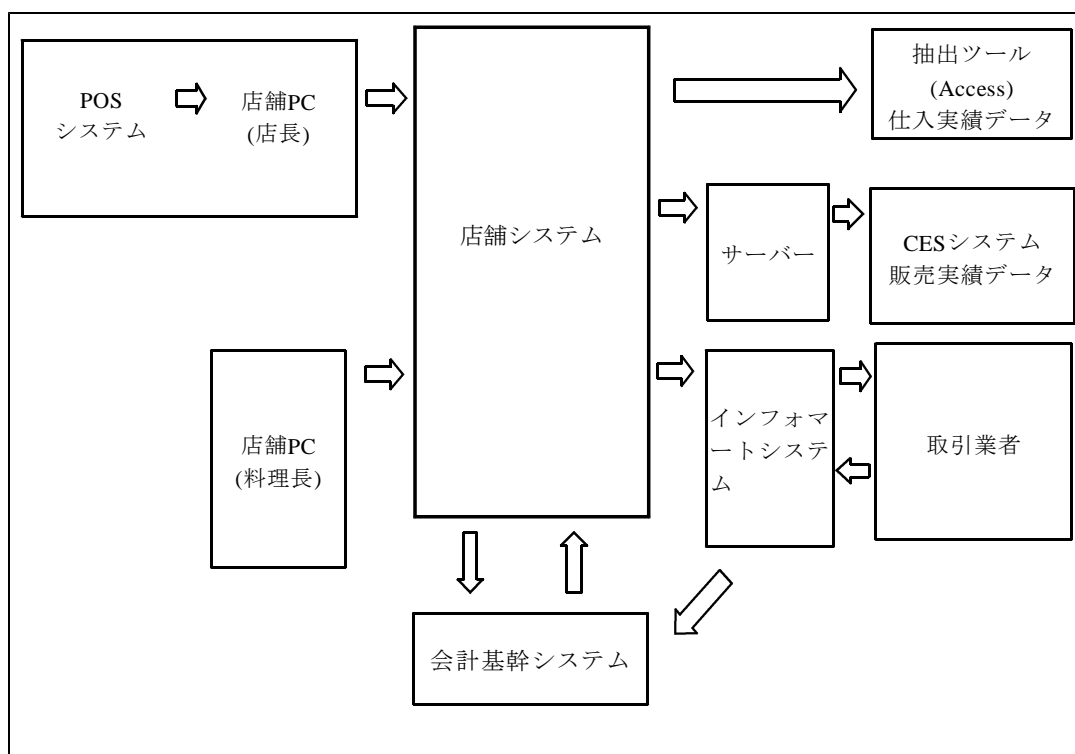 POS
システム
店舗PC
(店長)
店舗システム
抽出ツール
(Access)
仕入実績データ
サーバー
CESシステム
販売実績データ
店舗PC
(料理長)
インフォマ
ートシステ
ム
取引業者
会計基幹システム